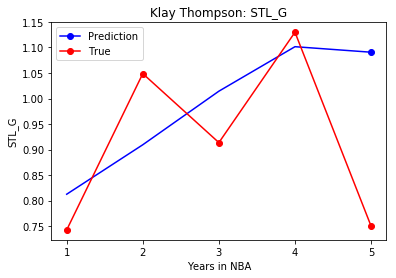 Klay Thompson: STL_G
Prediction
True
STL_G
1.15
1.10
1.05
1.00
0.95
0.90
0.85
0.80
0.75
1 2 3 4 5
Years in NBA